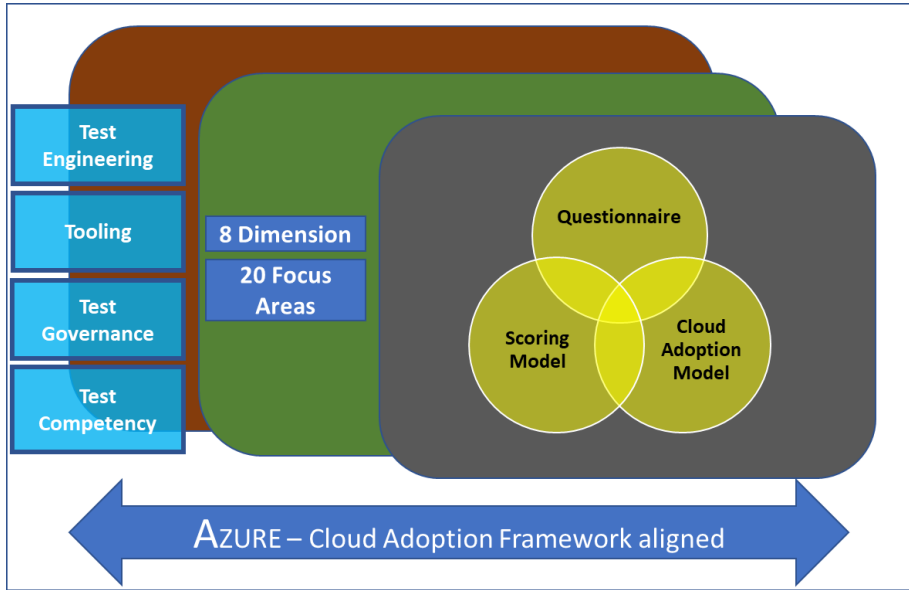 Test
Engineering
Tooling
Test
Governance
Test
Competency
8 Dimension
20 Focus
Areas
Questionnaire
Scoring
Model
Cloud
Adoption
Model
AZURE – Cloud Adoption Framework aligned